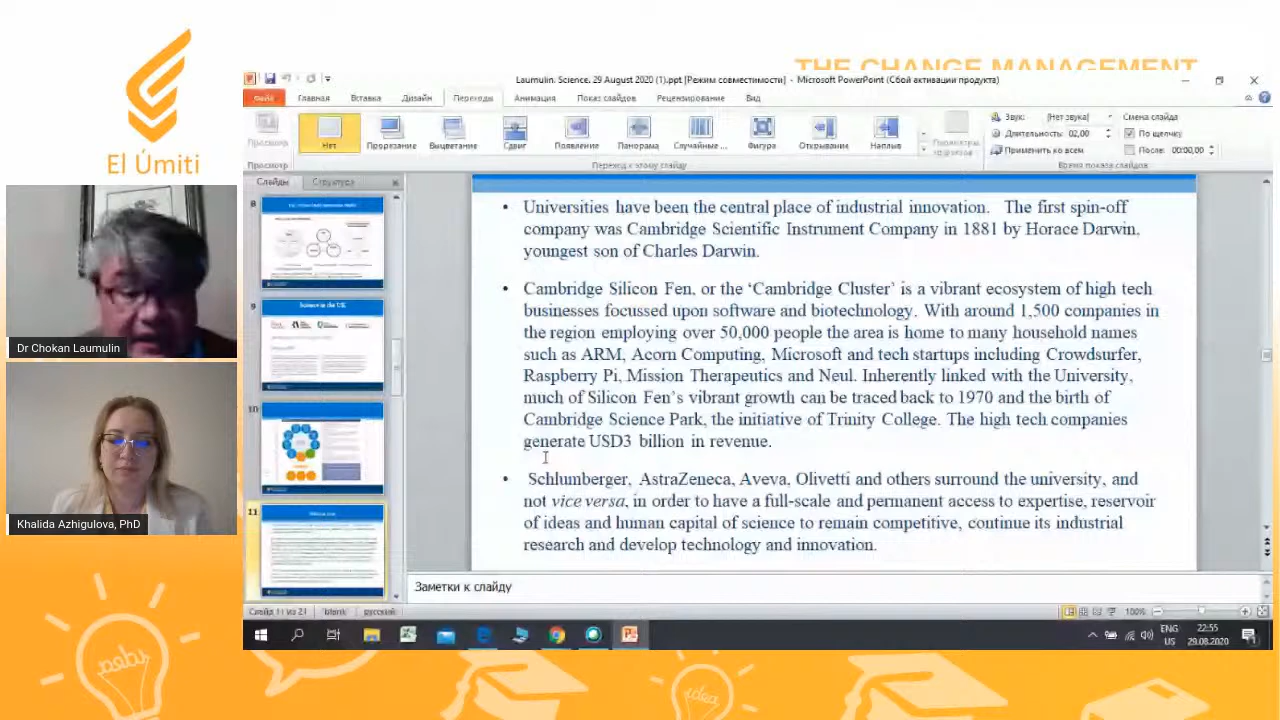 THE CHANGE MANAGEMENT
El Úmiti
Laumulin. Science, 29 August 2020 (1).ppt [Режим совместимости] - Microsoft PowerPoint (Сбой активации продукта)
Файл Главная Вставка Дизайн Переходы Анимация Показ слайдов Рецензирование Вид
Просмотр Нет Прорезание Выцветание Сдвиг Появление Панорама Случайные ... Фигура Открывание Наплыв Параметры
Звук: [Нет звука] Смена слайда
Длительность: 02,00 По щелчку
Применить ко всем После: 00:00,00
Просмотр Переход к этому слайду Время показа слайдов
Слайды Структура
8
9
Science in the UK
10
11
• Universities have been the central place of industrial innovation. The first spin-off
company was Cambridge Scientific Instrument Company in 1881 by Horace Darwin,
youngest son of Charles Darwin.
• Cambridge Silicon Fen, or the ‘Cambridge Cluster’ is a vibrant ecosystem of high tech
businesses focussed upon software and biotechnology. With around 1,500 companies in
the region employing over 50,000 people the area is home to many household names
such as ARM, Acorn Computing, Microsoft and tech startups including Crowdsurfer,
Raspberry Pi, Mission Therapeutics and Neul. Inherently linked with the University,
much of Silicon Fen’s vibrant growth can be traced back to 1970 and the birth of
Cambridge Science Park, the initiative of Trinity College. The high tech companies
generate USD3 billion in revenue.
• Schlumberger, AstraZeneca, Aveva, Olivetti and others surround the university, and
not vice versa, in order to have a full-scale and permanent access to expertise, reservoir
of ideas and human capital of science to remain competitive, continue its industrial
research and develop technology and innovation.
Заметки к слайду
Слайд 11 из 21 blank русский 100%
ENG 22:55
US 29.08.2020
Dr Chokan Laumulin
Khalida Azhigulova, PhD
idea
idea